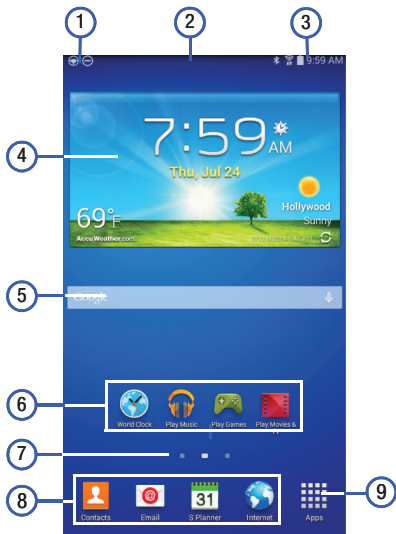 1
2
3
9:59 AM
4
7:59 AM
Thu, Jul 24
69°F
Hollywood
Sunny
AccuWeather.com
5
Google
6
World Clock
Play Music
Play Games
Play Movies &
7
8
Contacts
Email
31
S Planner
Internet
Apps
9